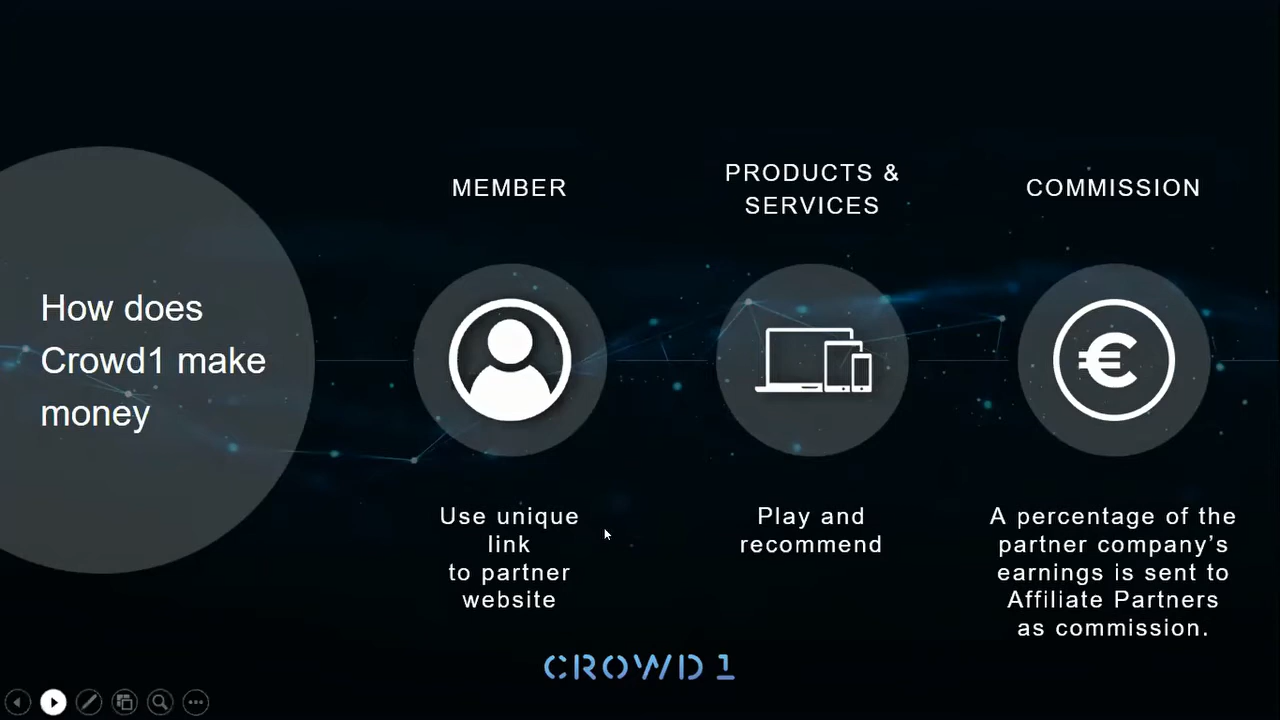 How does
Crowd1 make
money
MEMBER
Use unique
link
to partner
website
PRODUCTS &
SERVICES
Play and
recommend
COMMISSION
€
A percentage of the
partner company’s
earnings is sent to
Affiliate Partners
as commission.
CROWD 1